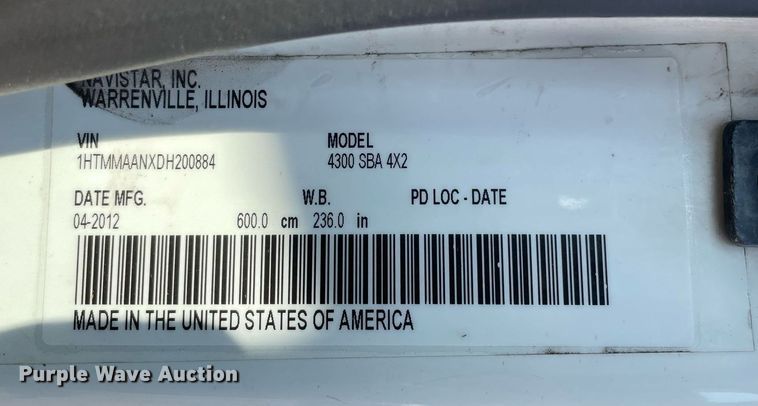 NAVISTAR, INC.
WARRENVILLE, ILLINOIS
VIN MODEL
1HTMMAANXDH200884 4300 SBA 4X2
DATE MFG. W.B. PD LOC - DATE
04-2012 600.0 cm 236.0 in
MADE IN THE UNITED STATES OF AMERICA
Purple Wave Auction